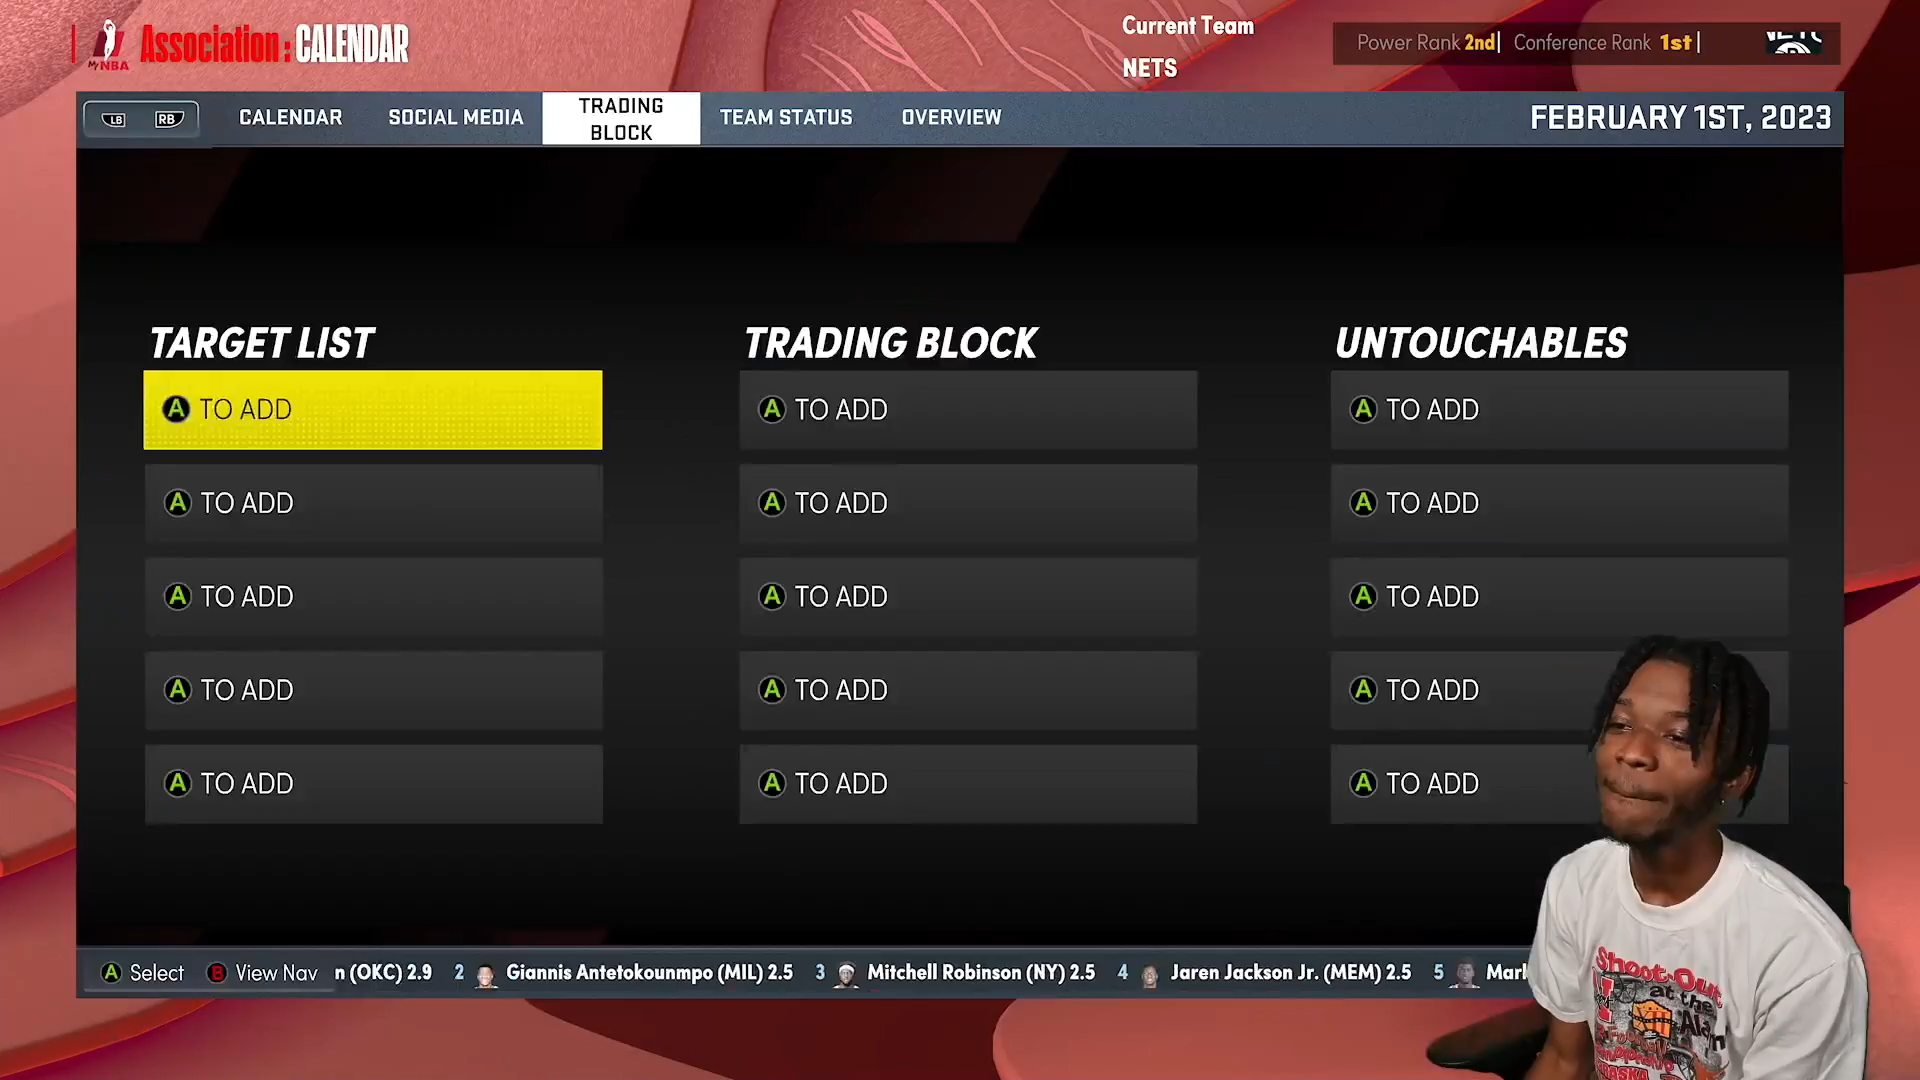 MyNBA
Association: CALENDAR
Current Team
NETS
Power Rank 2nd| Conference Rank 1st|
LB RB CALENDAR SOCIAL MEDIA TRADING BLOCK TEAM STATUS OVERVIEW FEBRUARY 1ST, 2023
TARGET LIST
A TO ADD
A TO ADD
A TO ADD
A TO ADD
A TO ADD
TRADING BLOCK
A TO ADD
A TO ADD
A TO ADD
A TO ADD
A TO ADD
UNTOUCHABLES
A TO ADD
A TO ADD
A TO ADD
A TO ADD
A TO ADD
A Select B View Nav n (OKC) 2.9 2 Giannis Antetokounmpo (MIL) 2.5 3 Mitchell Robinson (NY) 2.5 4 Jaren Jackson Jr. (MEM) 2.5 5
Shoot-Out
at the